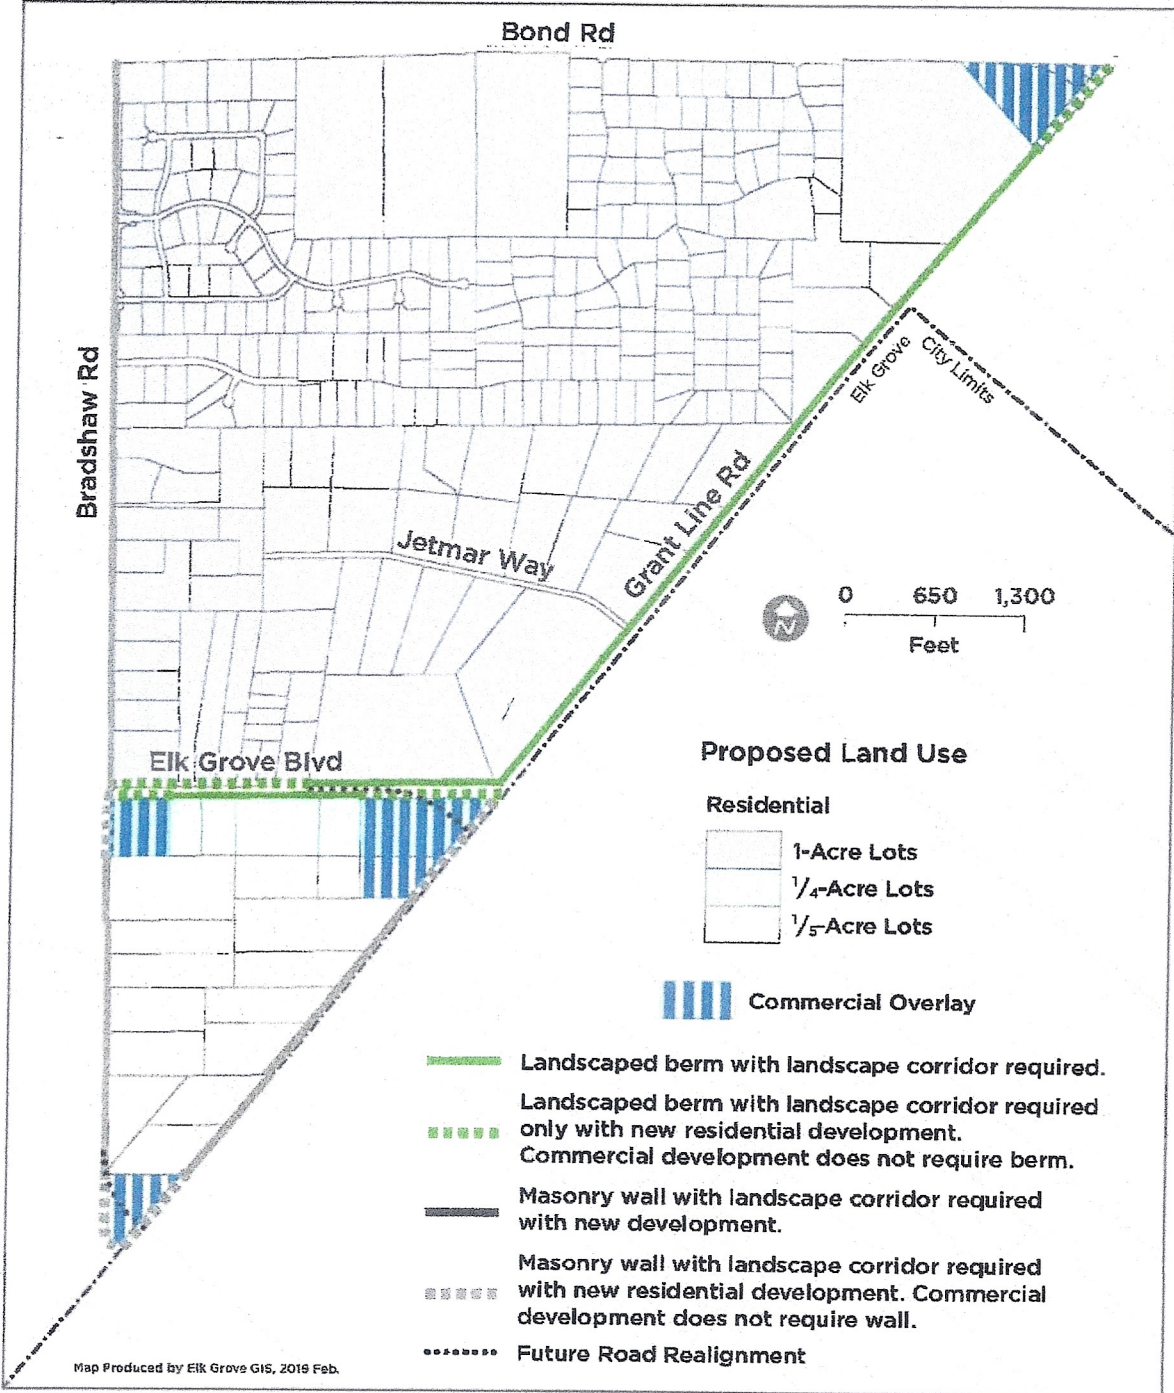 Bond Rd
Bradshaw Rd
Elk Grove
City Limits
Grant Line Rd
Jetmar Way
0 650 1,300
Feet
N
Elk Grove Blvd
Proposed Land Use
Residential
1-Acre Lots
1/4-Acre Lots
1/5-Acre Lots
Commercial Overlay
Landscaped berm with landscape corridor required.
Landscaped berm with landscape corridor required
only with new residential development.
Commercial development does not require berm.
Masonry wall with landscape corridor required
with new development.
Masonry wall with landscape corridor required
with new residential development. Commercial
development does not require wall.
Future Road Realignment
Map Produced by Elk Grove GIS, 2019 Feb.